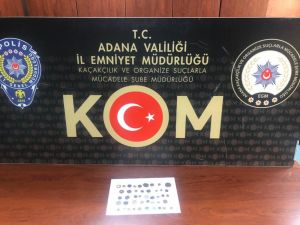 T.C.
ADANA VALİLİĞİ
İL EMNİYET MÜDÜRLÜĞÜ
KAÇAKÇILIK VE ORGANİZE SUÇLARLA
MÜCADELE ŞUBE MÜDÜRLÜĞÜ
KOM
POLİS